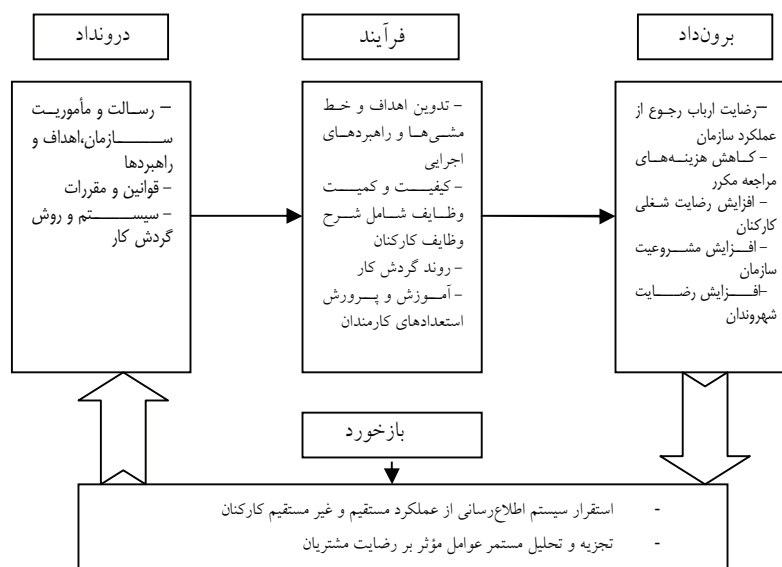 درونداد
فرآیند
برون‌داد
– رسالت و مأموریت
سازمان،اهداف و
راهبردها
– قوانین و مقررات
– سیستم و روش
گردش کار
– تدوین اهداف و خط
مشی‌ها و راهبردهای
اجرایی
– کیفیت و کمیت
وظایف شامل شرح
وظایف کارکنان
– روند گردش کار
– آموزش و پرورش
استعدادهای کارمندان
–رضایت ارباب رجوع از
عملکرد سازمان
– کاهش هزینه‌های
مراجعه مکرر
– افزایش رضایت شغلی
کارکنان
–افزایش مشروعیت
سازمان
–افزایش رضایت
شهروندان
بازخورد
- استقرار سیستم اطلاع‌رسانی از عملکرد مستقیم و غیر مستقیم کارکنان
- تجزیه و تحلیل مستمر عوامل مؤثر بر رضایت مشتریان